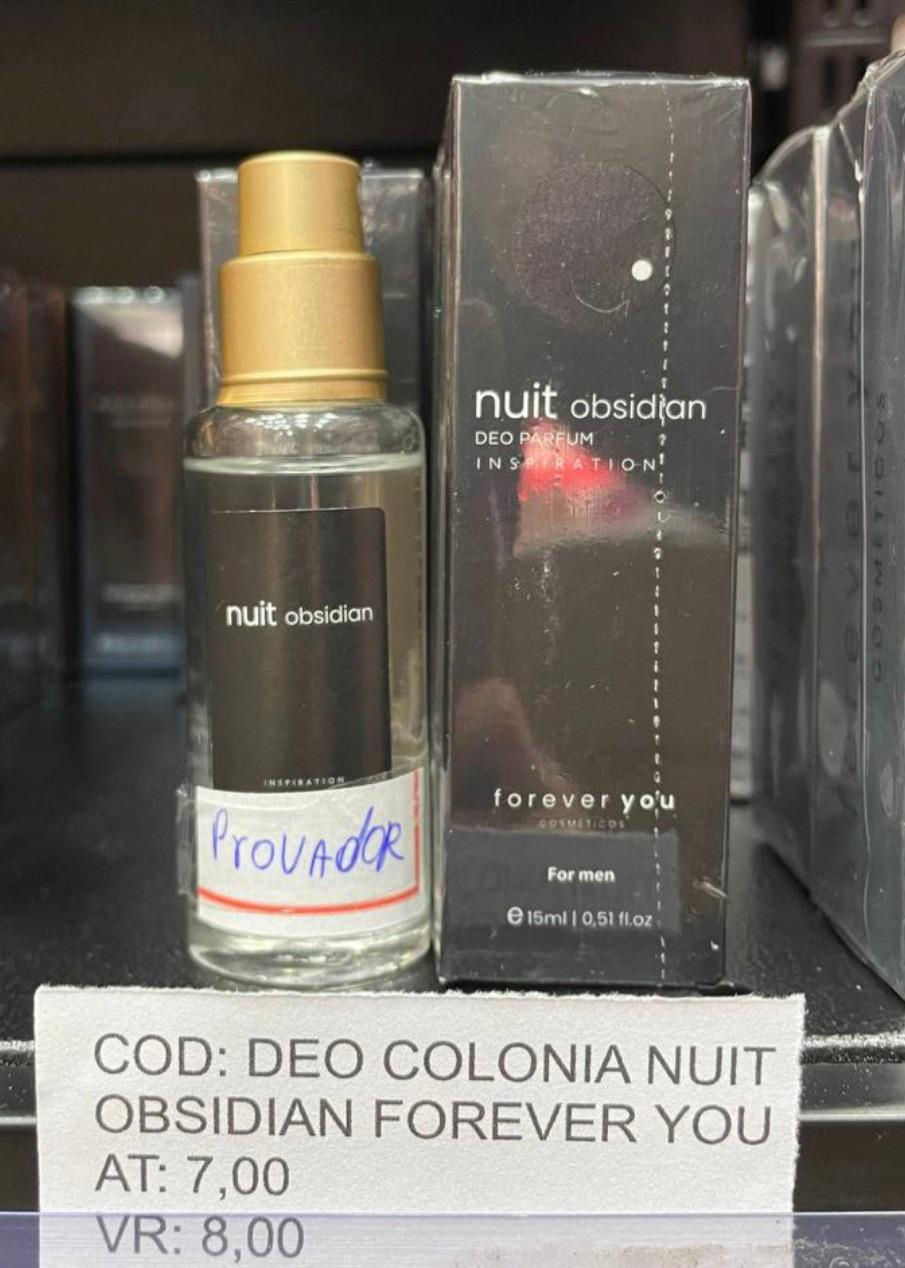 nuit obsidian
INSPIRATION
ProVAdOR
nuit obsidian
DEO PARFUM
INSPIRATION
forever you
COSMÉTICOS
For men
℮ 15ml | 0,51 fl.oz
COSMÉTICOS
COD: DEO COLONIA NUIT
OBSIDIAN FOREVER YOU
AT: 7,00
VR: 8,00